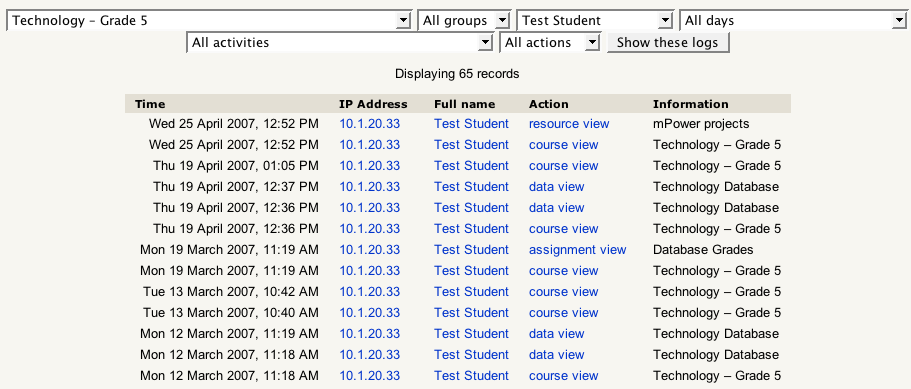 Technology – Grade 5 All groups Test Student All days
All activities All actions Show these logs
Displaying 65 records
Time IP Address Full name Action Information
Wed 25 April 2007, 12:52 PM 10.1.20.33 Test Student resource view mPower projects
Wed 25 April 2007, 12:52 PM 10.1.20.33 Test Student course view Technology – Grade 5
Thu 19 April 2007, 01:05 PM 10.1.20.33 Test Student course view Technology – Grade 5
Thu 19 April 2007, 12:37 PM 10.1.20.33 Test Student data view Technology Database
Thu 19 April 2007, 12:36 PM 10.1.20.33 Test Student data view Technology Database
Thu 19 April 2007, 12:36 PM 10.1.20.33 Test Student course view Technology – Grade 5
Mon 19 March 2007, 11:19 AM 10.1.20.33 Test Student assignment view Database Grades
Mon 19 March 2007, 11:19 AM 10.1.20.33 Test Student course view Technology – Grade 5
Tue 13 March 2007, 10:42 AM 10.1.20.33 Test Student course view Technology – Grade 5
Tue 13 March 2007, 10:40 AM 10.1.20.33 Test Student course view Technology – Grade 5
Mon 12 March 2007, 11:19 AM 10.1.20.33 Test Student data view Technology Database
Mon 12 March 2007, 11:18 AM 10.1.20.33 Test Student data view Technology Database
Mon 12 March 2007, 11:18 AM 10.1.20.33 Test Student course view Technology – Grade 5